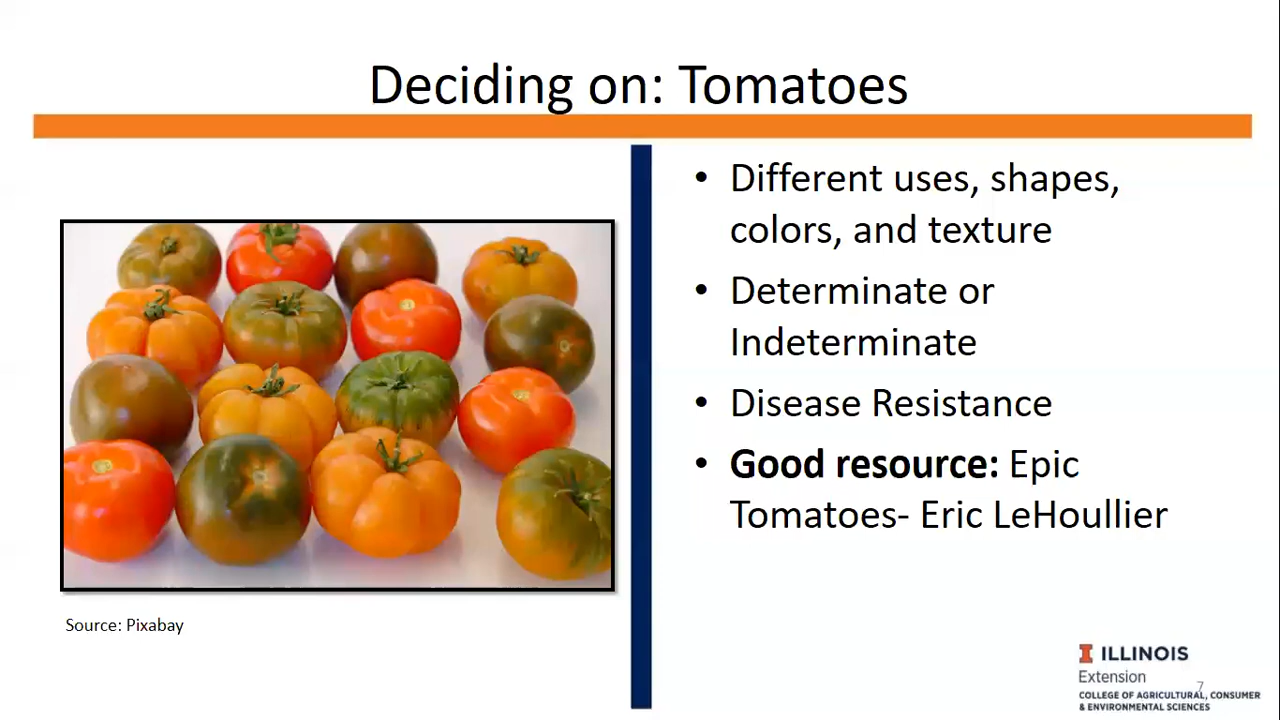 Deciding on: Tomatoes
• Different uses, shapes,
colors, and texture
• Determinate or
Indeterminate
• Disease Resistance
• Good resource: Epic
Tomatoes- Eric LeHoullier
Source: Pixabay
I ILLINOIS
Extension
7
COLLEGE OF AGRICULTURAL, CONSUMER
& ENVIRONMENTAL SCIENCES